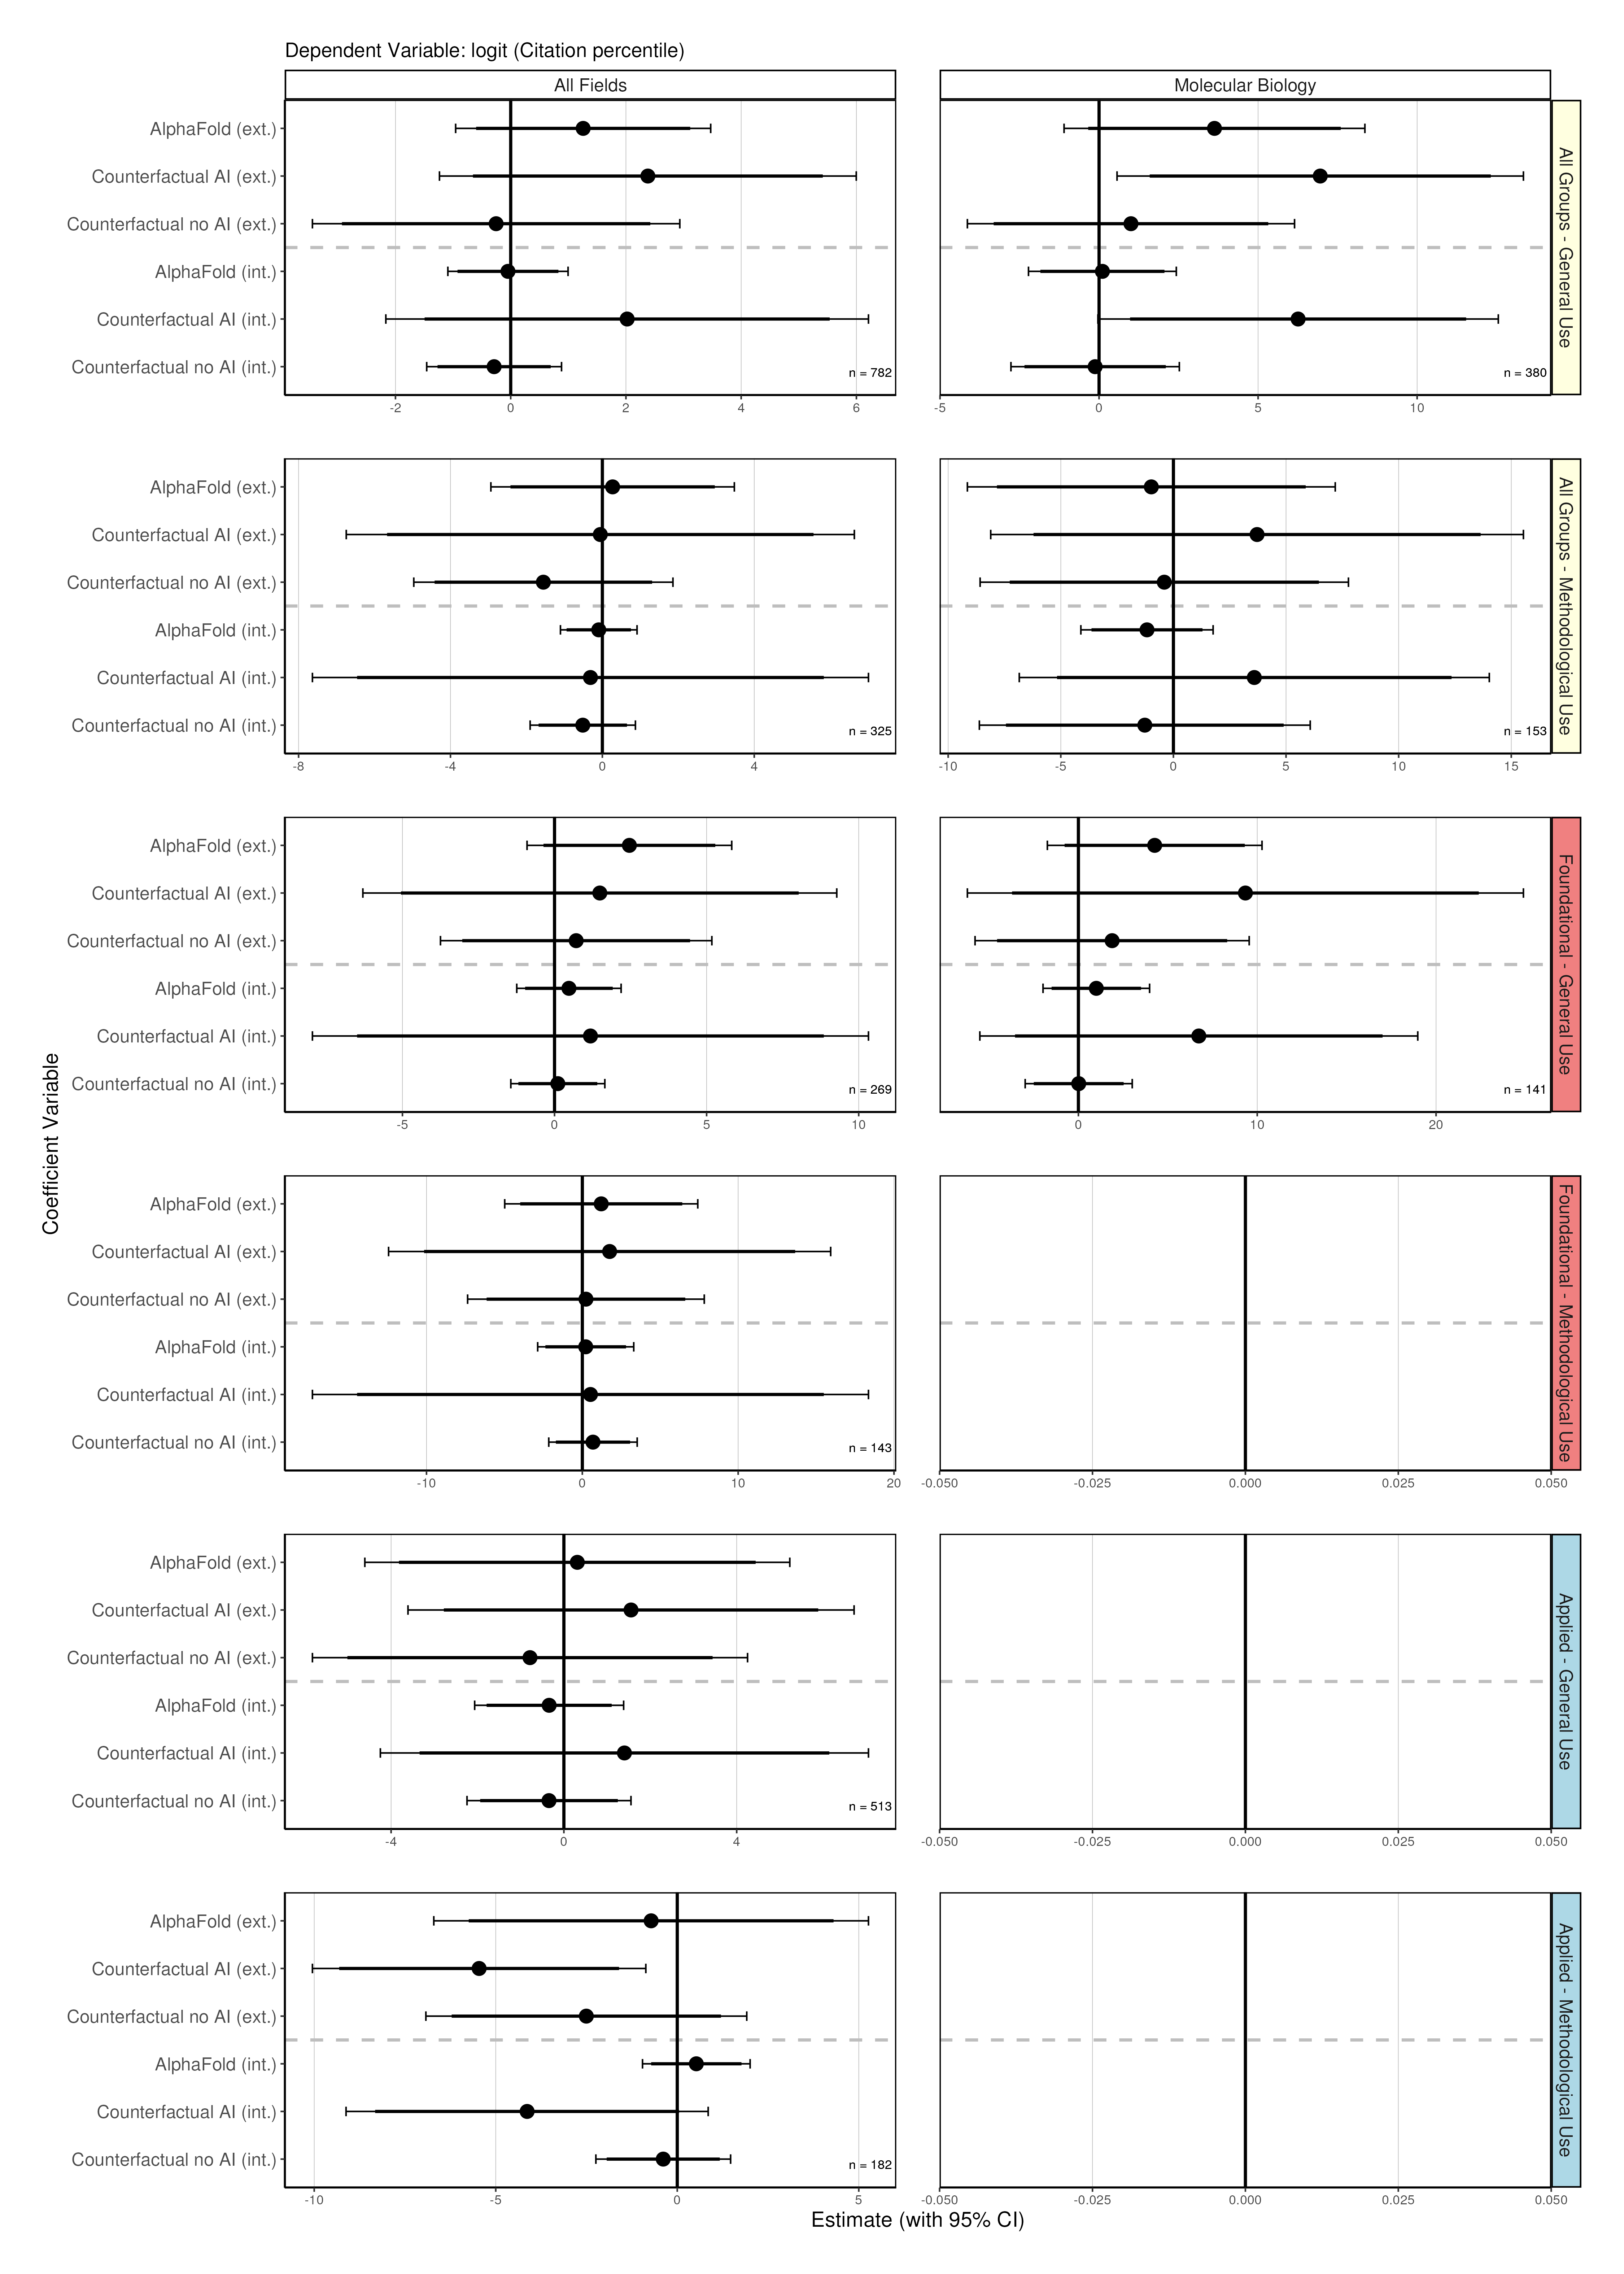 Dependent Variable: logit (Citation percentile)
All Fields
Molecular Biology
AlphaFold (ext.)
Counterfactual AI (ext.)
Counterfactual no AI (ext.)
AlphaFold (int.)
Counterfactual AI (int.)
Counterfactual no AI (int.)
n = 782
n = 380
-2 0 2 4 6
-5 0 5 10
All Groups - General Use
AlphaFold (ext.)
Counterfactual AI (ext.)
Counterfactual no AI (ext.)
AlphaFold (int.)
Counterfactual AI (int.)
Counterfactual no AI (int.)
n = 325
n = 153
-8 -4 0 4
-10 -5 0 5 10 15
All Groups - Methodological Use
AlphaFold (ext.)
Counterfactual AI (ext.)
Counterfactual no AI (ext.)
AlphaFold (int.)
Counterfactual AI (int.)
Counterfactual no AI (int.)
n = 269
n = 141
-5 0 5 10
0 10 20
Foundational - General Use
Coefficient Variable
AlphaFold (ext.)
Counterfactual AI (ext.)
Counterfactual no AI (ext.)
AlphaFold (int.)
Counterfactual AI (int.)
Counterfactual no AI (int.)
n = 143
-10 0 10 20
-0.050 -0.025 0.000 0.025 0.050
Foundational - Methodological Use
AlphaFold (ext.)
Counterfactual AI (ext.)
Counterfactual no AI (ext.)
AlphaFold (int.)
Counterfactual AI (int.)
Counterfactual no AI (int.)
n = 513
-4 0 4
-0.050 -0.025 0.000 0.025 0.050
Applied - General Use
AlphaFold (ext.)
Counterfactual AI (ext.)
Counterfactual no AI (ext.)
AlphaFold (int.)
Counterfactual AI (int.)
Counterfactual no AI (int.)
n = 182
-10 -5 0 5
-0.050 -0.025 0.000 0.025 0.050
Applied - Methodological Use
Estimate (with 95% CI)